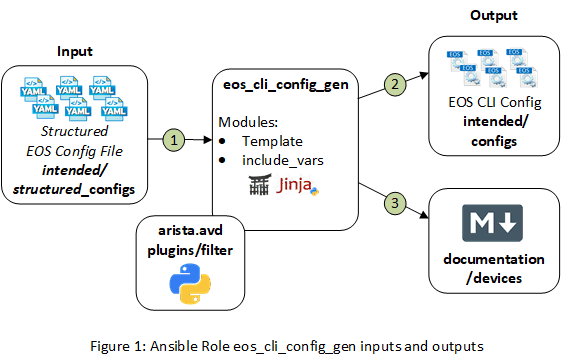 Input
YAML YAML YAML
YAML YAML YAML
Structured
EOS Config File
intended/
structured_configs
1
eos_cli_config_gen
Modules:
● Template
● include_vars
Jinja
arista.avd
plugins/filter
2
3
Output
EOS EOS EOS
EOS EOS EOS
EOS CLI Config
intended/
configs
M
documentation
/devices
Figure 1: Ansible Role eos_cli_config_gen inputs and outputs